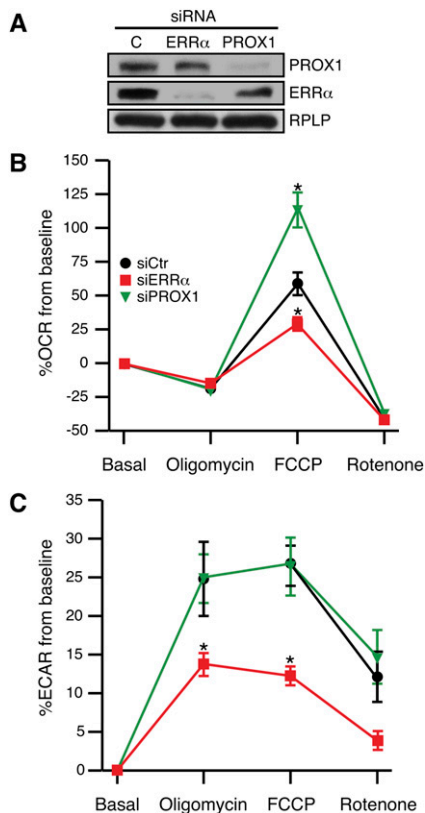 A
siRNA
C ERRα PROX1
PROX1
ERRα
RPLP
B
150
125
100
75
50
25
0
-25
-50
%OCR from baseline
siCtr
siERRα
siPROX1
*
*
Basal Oligomycin FCCP Rotenone
C
35
30
25
20
15
10
5
0
%ECAR from baseline
* *
Basal Oligomycin FCCP Rotenone